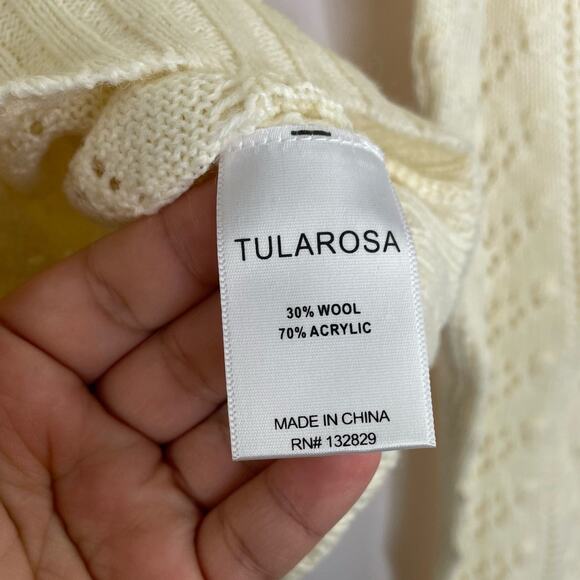 TULAROSA
30% WOOL
70% ACRYLIC
MADE IN CHINA
RN# 132829